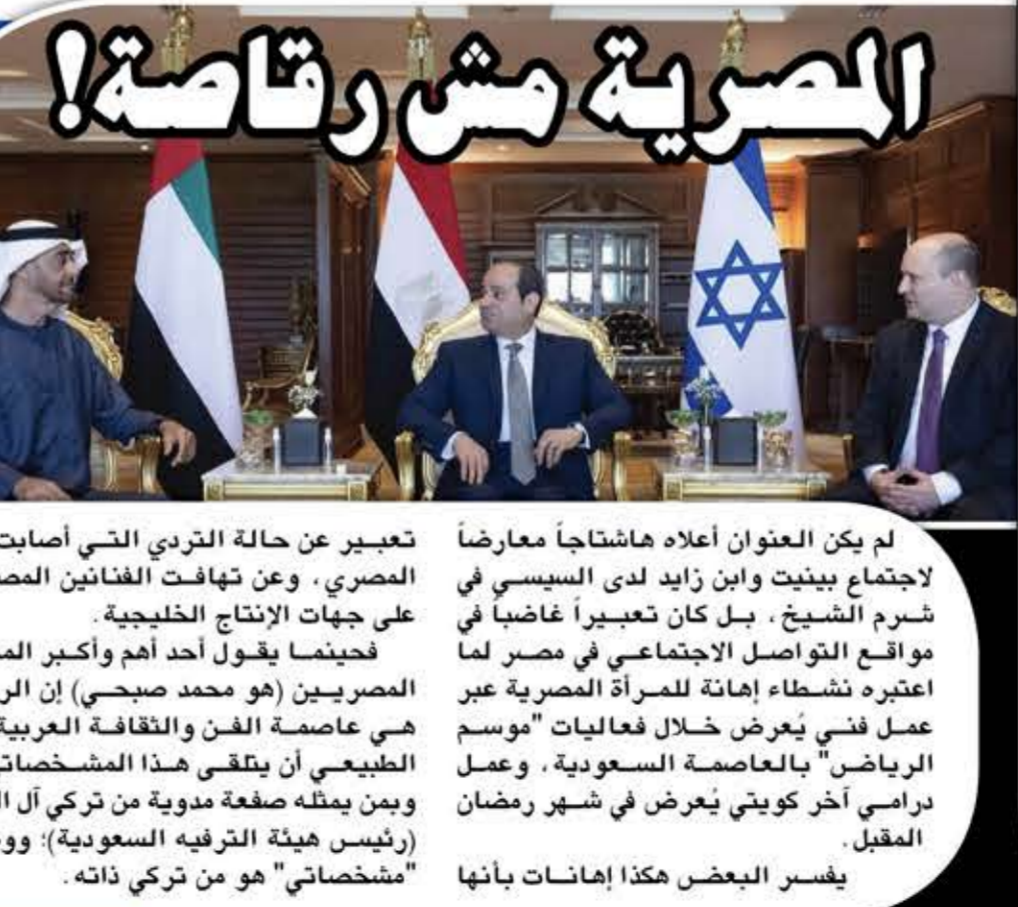 المصرية مش رقاصة!
لم يكن العنوان أعلاه هاشتاجاً معارضاً
لاجتماع بينيت وابن زايد لدى السيسي في
شرم الشيخ، بل كان تعبيراً غاضباً في
مواقع التواصل الاجتماعي في مصر لما
اعتبره نشطاء إهانة للمرأة المصرية عبر
عمل فني يُعرض خلال فعاليات "موسم
الرياض" بالعاصمة السعودية، وعمل
درامي آخر كويتي يُعرض في شهر رمضان
المقبل.
يفسر البعض هكذا إهانات بأنها
تعبير عن حالة التردي التي أصابت
المصري، وعن تهافت الفنانين
على جهات الإنتاج الخليجية.
فحينما يقول أحد أهم وأكبر
المصريين (هو محمد صبحي) إن
هي عاصمة الفن والثقافة العربية
الطبيعي أن يتلقى هذا
وبمن يمثله صفعة مدوية من تركي آل
(رئيس هيئة الترفيه السعودية)؛
"مشخصاتي" هو من تركي ذاته.